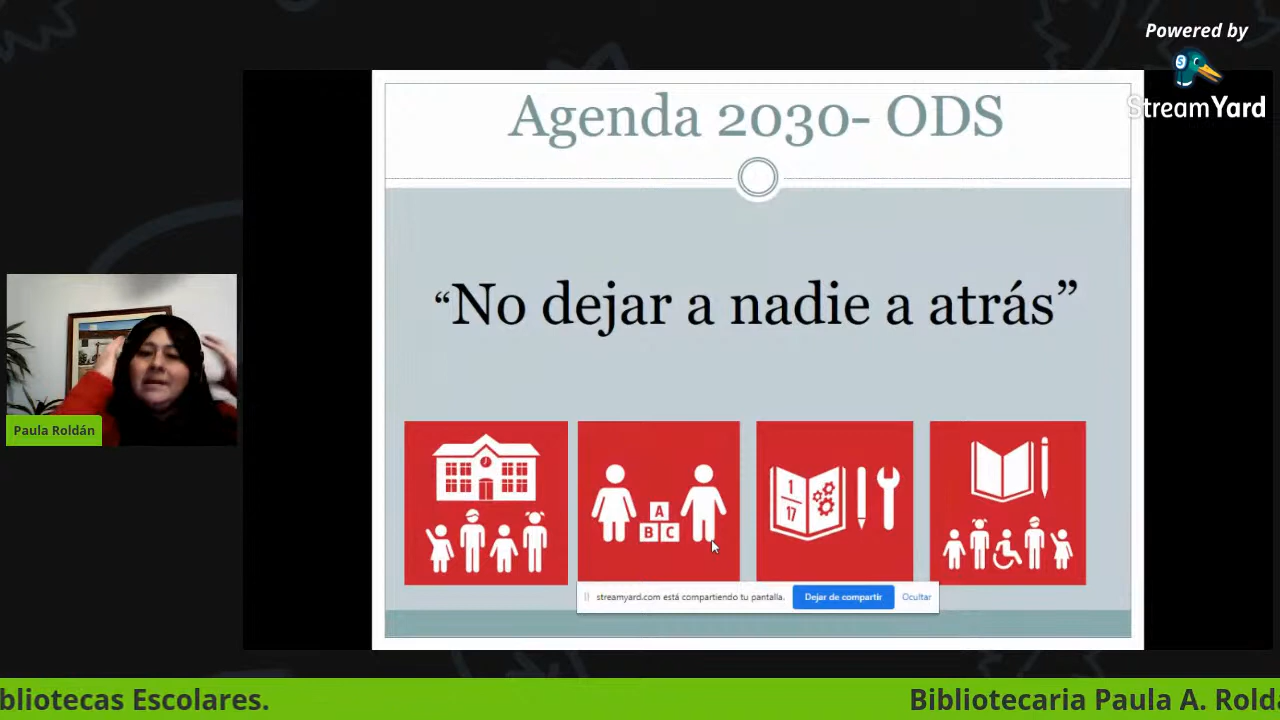 Powered by
StreamYard
Agenda 2030- ODS
“No dejar a nadie a atrás”
1
17
A
B C
Paula Roldán
streamyard.com está compartiendo tu pantalla.
Dejar de compartir
Ocultar
bliotecas Escolares.
Bibliotecaria Paula A. Rolda